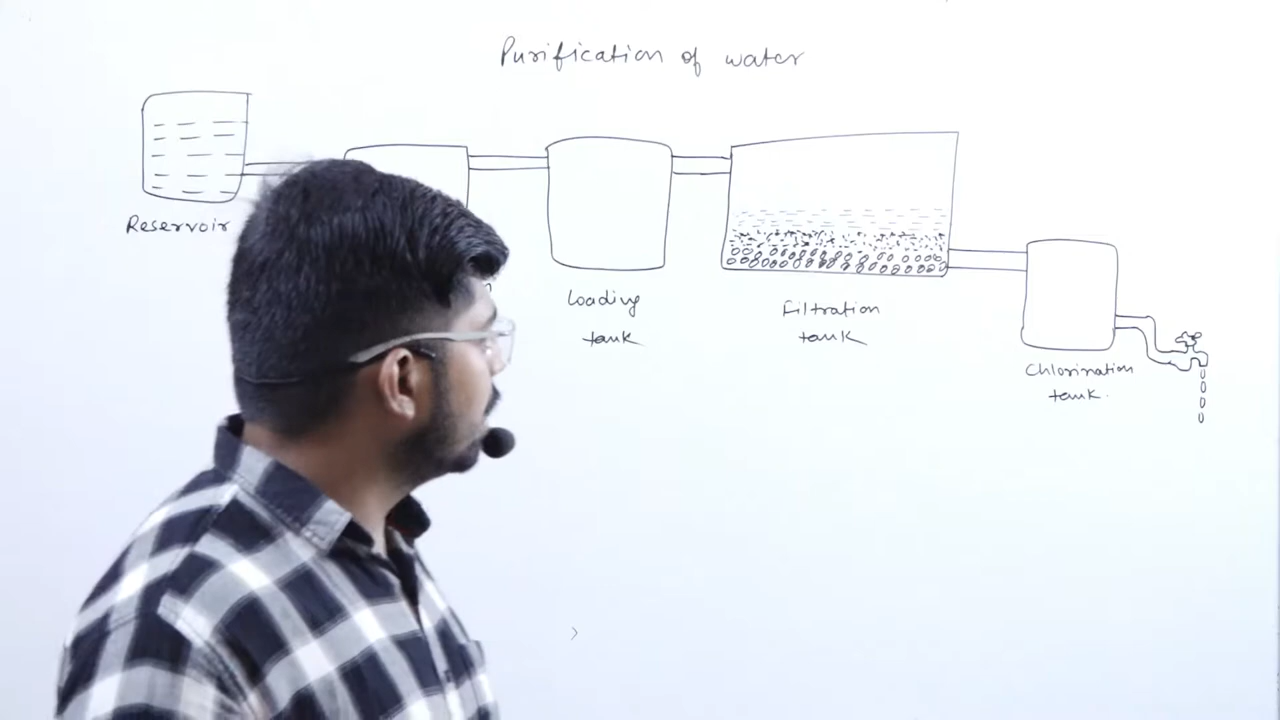 Purification of water
Reservoir
Loading
tank
Filtration
tank
Chlorination
tank.